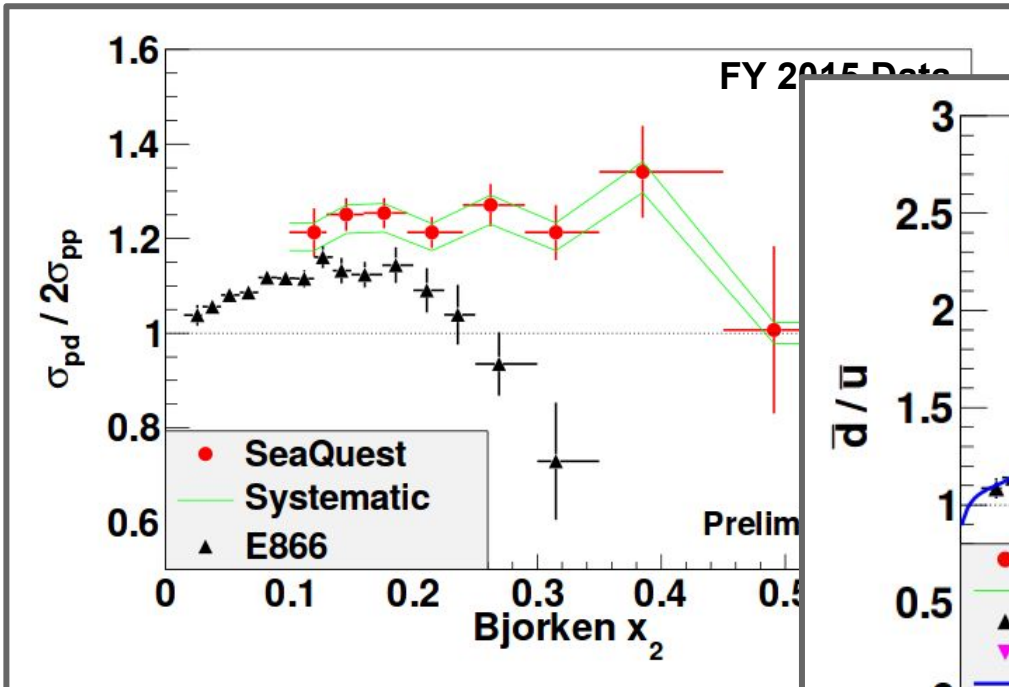 FY 2015 Data
1.6
1.4
1.2
1
0.8
0.6
σpd / 2σpp
SeaQuest
Systematic
E866
Prelim
0
0.1
0.2
0.3
0.4
0.5
Bjorken x2
3
2.5
2
1.5
1
0.5
d̅ / u̅